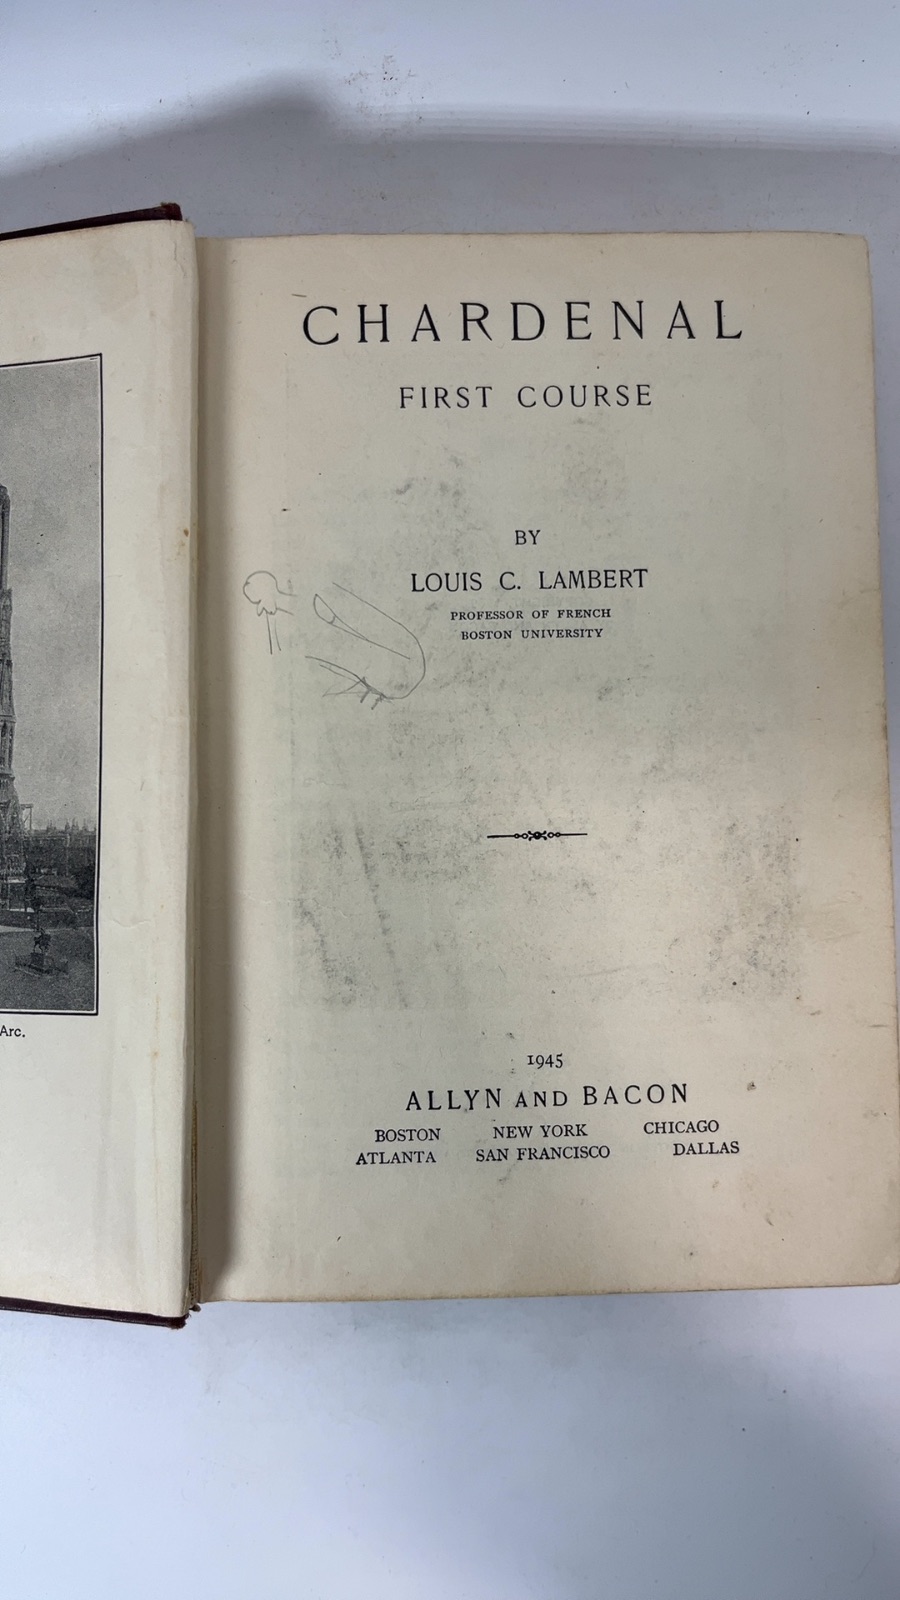 CHARDENAL
FIRST COURSE
BY
LOUIS C. LAMBERT
PROFESSOR OF FRENCH
BOSTON UNIVERSITY
Arc.
1945
ALLYN AND BACON
BOSTON NEW YORK CHICAGO
ATLANTA SAN FRANCISCO DALLAS